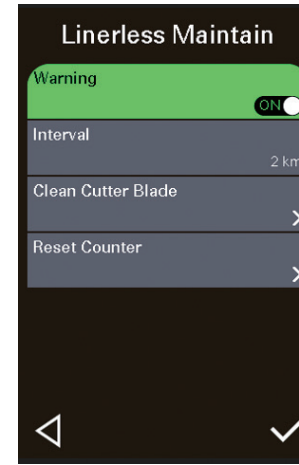 Linerless Maintain
Warning
ON
Interval
2 km
Clean Cutter Blade
Reset Counter